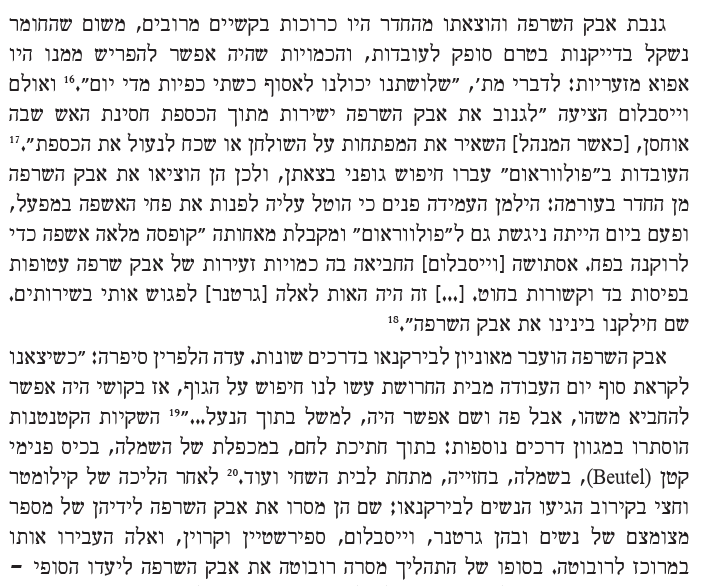 גנבת אבק השרפה והוצאתו מהחדר היו כרוכות בקשיים מרובים, משום שהחומר
נשקל בדייקנות בטרם סופק לעובדות, והכמויות שהיה אפשר להפריש ממנו היו
אפוא מזעריות: לדברי מת׳, ״שלושתנו יכולנו לאסוף כשתי כפיות מדי יום״.16 ואולם
וייסבלום הציעה ״לגנוב את אבק השרפה ישירות מתוך הכספת חסינת האש שבה
אוחסן, [כאשר המנהל] השאיר את המפתחות על השולחן או שכח לנעול את הכספת״.17
העובדות ב״פולווראום״ עברו חיפוש גופני בצאתן, ולכן הן הוציאו את אבק השרפה
מן החדר בעורמה: הילמן העמידה פנים כי הוטל עליה לפנות את פחי האשפה במפעל,
ופעם ביום הייתה ניגשת גם ל״פולווראום״ ומקבלת מאחותה ״קופסה מלאה אשפה כדי
לרוקנה בפח. אסתושה [וייסבלום] החביאה בה כמויות זעירות של אבק שרפה עטופות
בפיסות בד וקשורות בחוט. [...] זה היה האות לאלה [גרטנר] לפגוש אותי בשירותים.
שם חילקנו בינינו את אבק השרפה״.18
אבק השרפה הועבר מאוניון לבירקנאו בדרכים שונות. עדה הלפרין סיפרה: ״כשיצאנו
לקראת סוף יום העבודה מבית החרושת עשו לנו חיפוש על הגוף, אז בקושי היה אפשר
להחביא משהו, אבל פה ושם אפשר היה, למשל בתוך הנעל...״19 השקיות הקטנטנות
הוסתרו במגוון דרכים נוספות: בתוך חתיכת לחם, במכפלת של השמלה, בכיס פנימי
קטן (Beutel), בשמלה, בחזייה, מתחת לבית השחי ועוד.20 לאחר הליכה של קילומטר
וחצי בקירוב הגיעו הנשים לבירקנאו; שם הן מסרו את אבק השרפה לידיהן של מספר
מצומצם של נשים ובהן גרטנר, וייסבלום, ספירשטיין וקרוין, ואלה העבירו אותו
במרוכז לרובוטה. בסופו של התהליך מסרה רובוטה את אבק השרפה ליעדו הסופי –